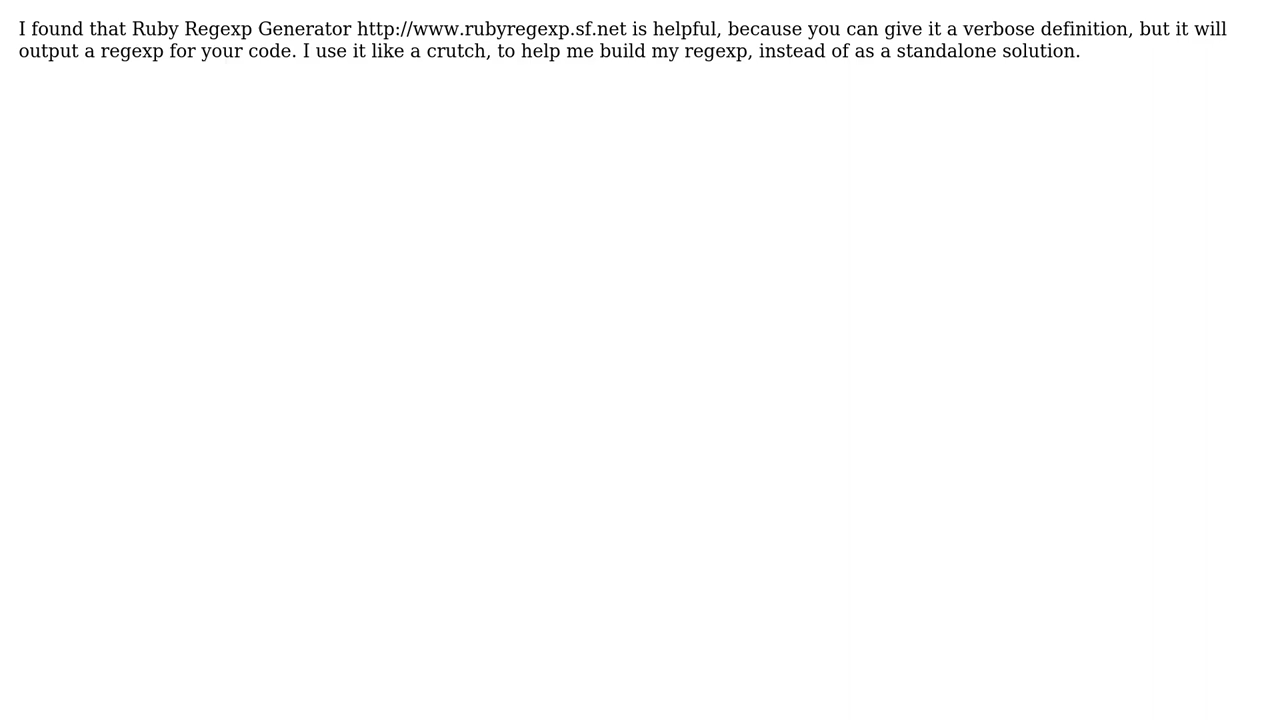 I found that Ruby Regexp Generator http://www.rubyregexp.sf.net is helpful, because you can give it a verbose definition, but it will
output a regexp for your code. I use it like a crutch, to help me build my regexp, instead of as a standalone solution.